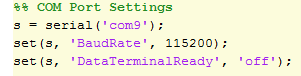 %% COM Port Settings
s = serial('com9');
set(s, 'BaudRate', 115200);
set(s, 'DataTerminalReady', 'off');